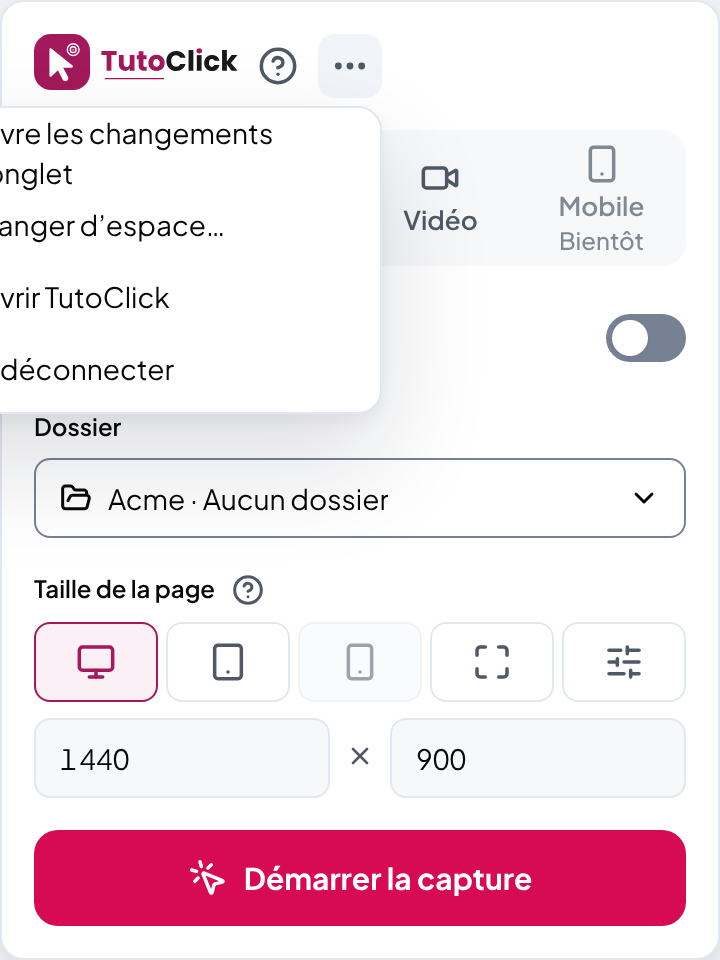 TutoClick
vre les changements
onglet
anger d’espace…
vrir TutoClick
déconnecter
Vidéo
Mobile
Bientôt
Dossier
Acme · Aucun dossier
Taille de la page
1440 × 900
Démarrer la capture